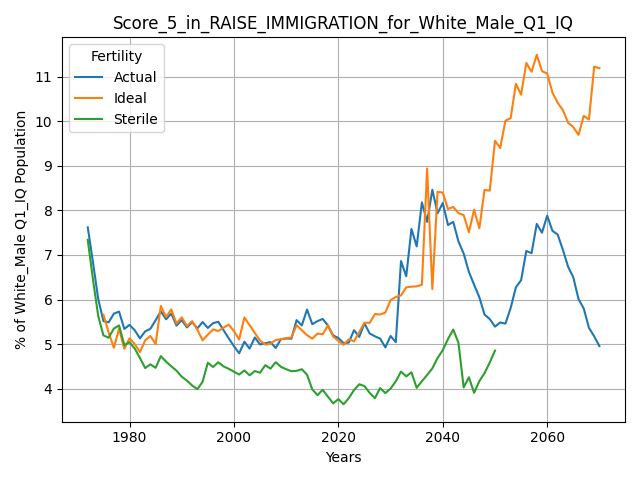 Score_5_in_RAISE_IMMIGRATION_for_White_Male_Q1_IQ
Fertility
Actual
Ideal
Sterile
% of White_Male Q1_IQ Population
11
10
9
8
7
6
5
4
1980
2000
2020
2040
2060
Years